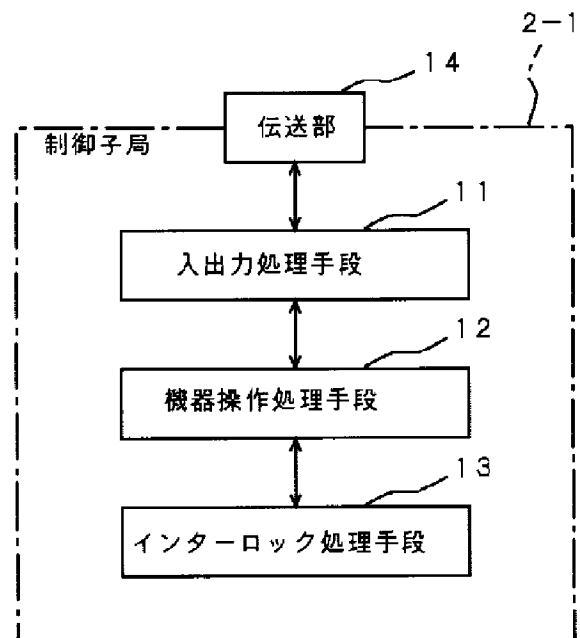 2-1
14
伝送部
制御子局
11
入出力処理手段
12
機器操作処理手段
13
インターロック処理手段